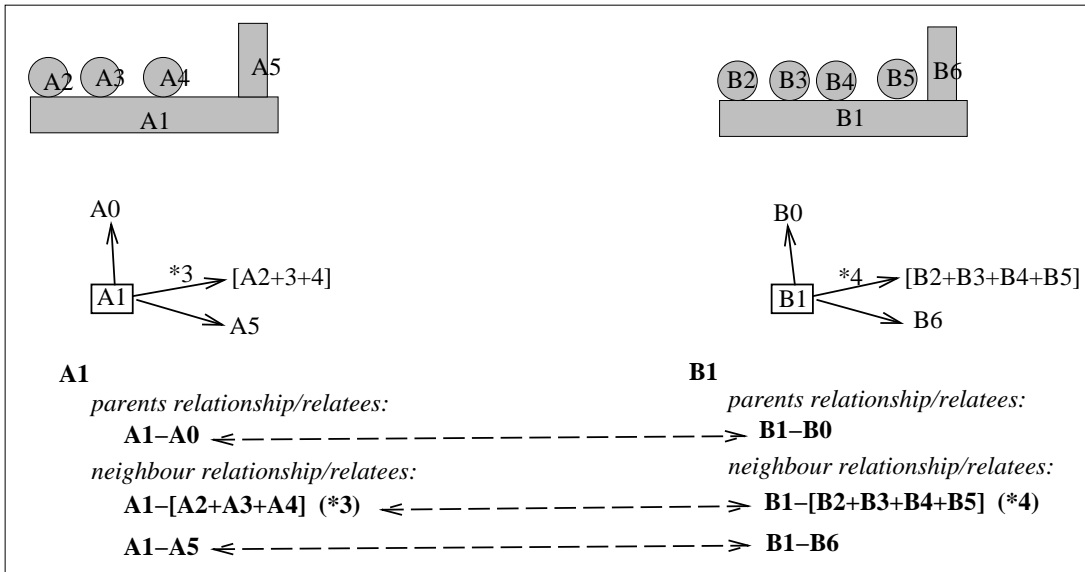 A2 A3 A4 A5
A1
B2 B3 B4 B5 B6
B1
A0
*3 [A2+3+4]
A1
A5
B0
*4 [B2+B3+B4+B5]
B1
B6
A1 B1
parents relationship/relatees: parents relationship/relatees:
A1–A0 B1–B0
neighbour relationship/relatees: neighbour relationship/relatees:
A1–[A2+A3+A4] (*3) B1–[B2+B3+B4+B5] (*4)
A1–A5 B1–B6